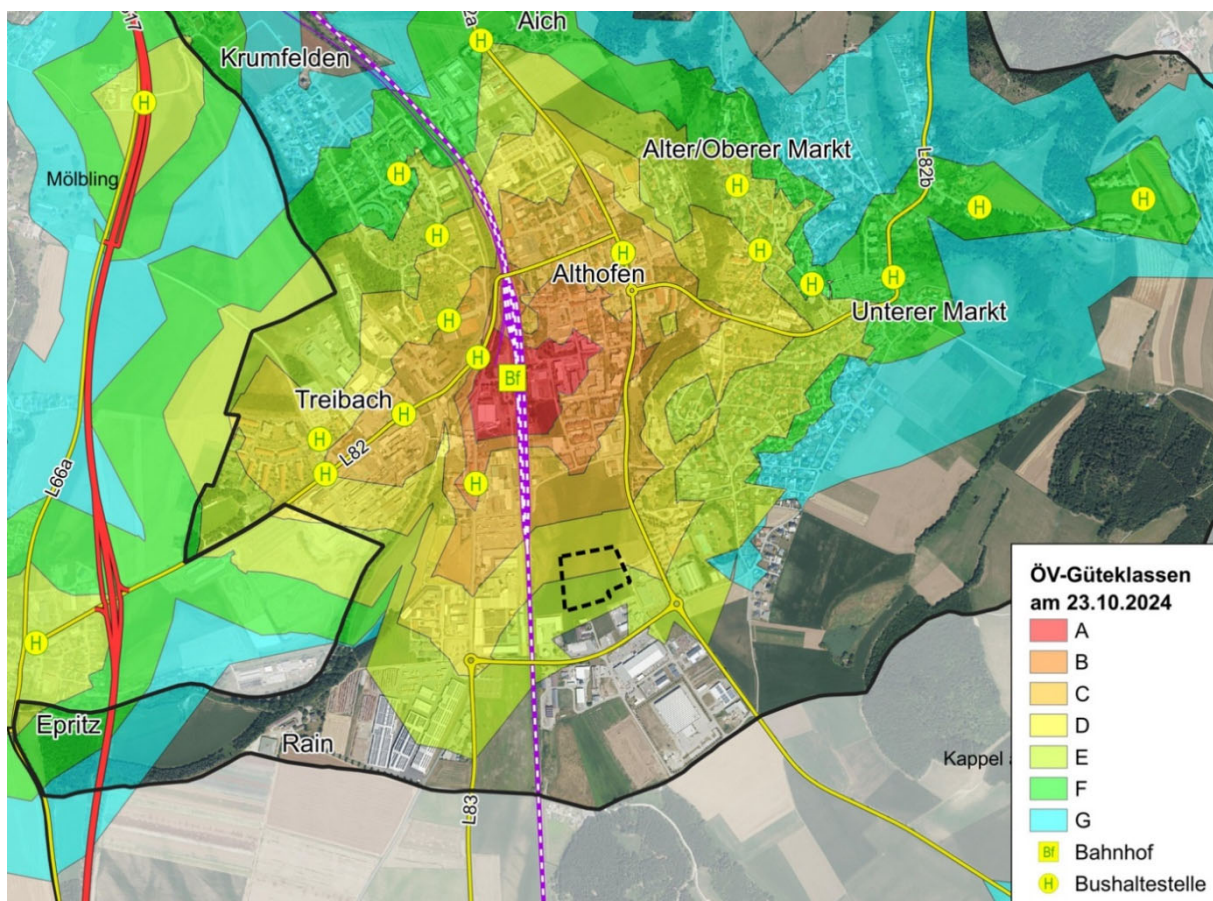 Aich
Krumfelden
H
H
Alter/Oberer Markt
H
H
L82b
Mölbling
H
H
H
H
H
Althofen
H
H
H
Unterer Markt
H
H
Bf
Treibach
H
H
L82
H
H
L66a
H
Epritz
Rain
L83
Kappel
ÖV-Güteklassen
am 23.10.2024
A
B
C
D
E
F
G
Bf Bahnhof
H Bushaltestelle